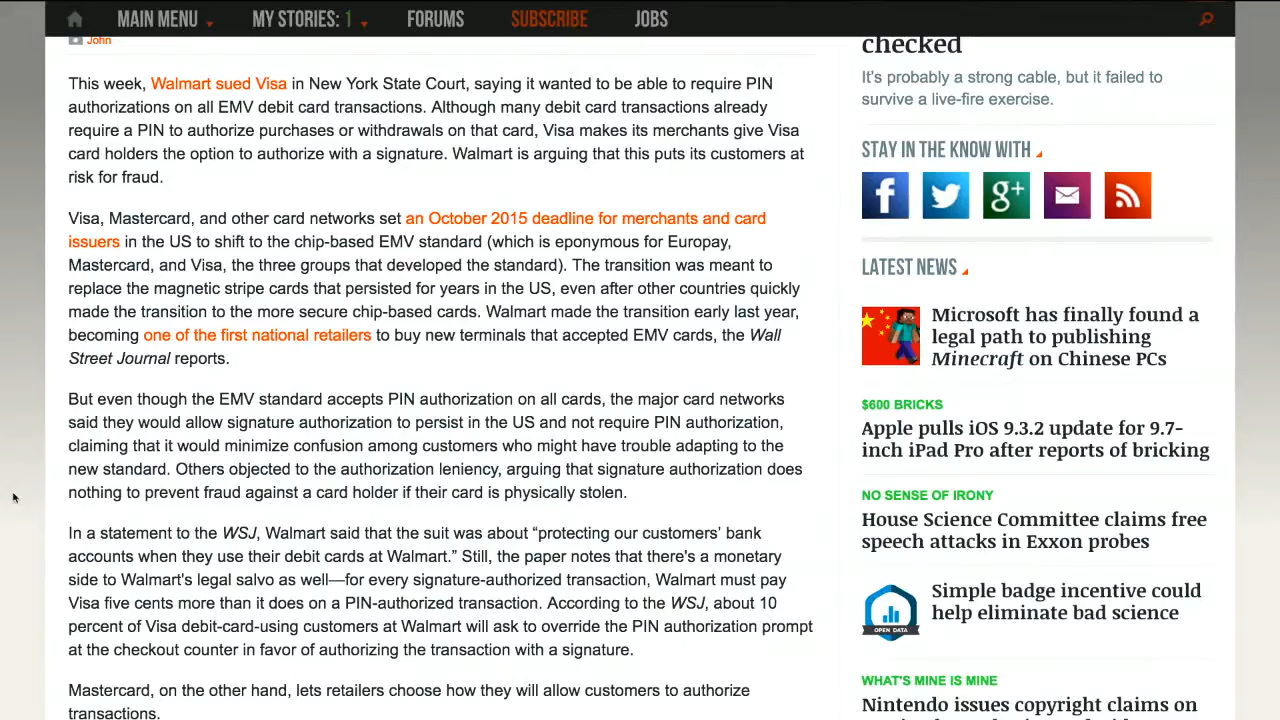 MAIN MENU
MY STORIES: 1
FORUMS
SUBSCRIBE
JOBS
John
This week, Walmart sued Visa in New York State Court, saying it wanted to be able to require PIN
authorizations on all EMV debit card transactions. Although many debit card transactions already
require a PIN to authorize purchases or withdrawals on that card, Visa makes its merchants give Visa
card holders the option to authorize with a signature. Walmart is arguing that this puts its customers at
risk for fraud.
Visa, Mastercard, and other card networks set an October 2015 deadline for merchants and card
issuers in the US to shift to the chip-based EMV standard (which is eponymous for Europay,
Mastercard, and Visa, the three groups that developed the standard). The transition was meant to
replace the magnetic stripe cards that persisted for years in the US, even after other countries quickly
made the transition to the more secure chip-based cards. Walmart made the transition early last year,
becoming one of the first national retailers to buy new terminals that accepted EMV cards, the Wall
Street Journal reports.
But even though the EMV standard accepts PIN authorization on all cards, the major card networks
said they would allow signature authorization to persist in the US and not require PIN authorization,
claiming that it would minimize confusion among customers who might have trouble adapting to the
new standard. Others objected to the authorization leniency, arguing that signature authorization does
nothing to prevent fraud against a card holder if their card is physically stolen.
In a statement to the WSJ, Walmart said that the suit was about “protecting our customers’ bank
accounts when they use their debit cards at Walmart.” Still, the paper notes that there's a monetary
side to Walmart's legal salvo as well—for every signature-authorized transaction, Walmart must pay
Visa five cents more than it does on a PIN-authorized transaction. According to the WSJ, about 10
percent of Visa debit-card-using customers at Walmart will ask to override the PIN authorization prompt
at the checkout counter in favor of authorizing the transaction with a signature.
Mastercard, on the other hand, lets retailers choose how they will allow customers to authorize
transactions.
checked
It's probably a strong cable, but it failed to
survive a live-fire exercise.
STAY IN THE KNOW WITH
f
g+
LATEST NEWS
Microsoft has finally found a
legal path to publishing
Minecraft on Chinese PCs
$600 BRICKS
Apple pulls iOS 9.3.2 update for 9.7-
inch iPad Pro after reports of bricking
NO SENSE OF IRONY
House Science Committee claims free
speech attacks in Exxon probes
OPEN DATA
Simple badge incentive could
help eliminate bad science
WHAT'S MINE IS MINE
Nintendo issues copyright claims on